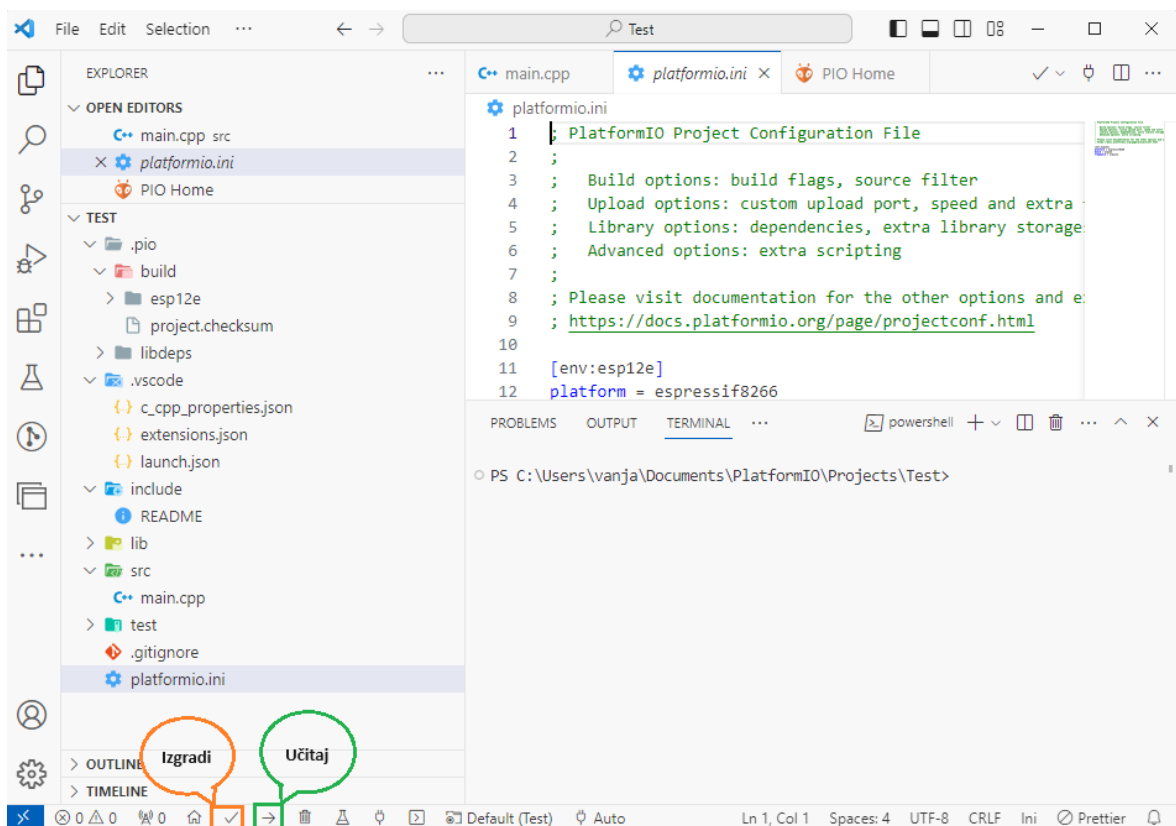 File Edit Selection ··· Test
EXPLORER ···
OPEN EDITORS
main.cpp src
platformio.ini
PIO Home
TEST
.pio
build
esp12e
project.checksum
libdeps
.vscode
c_cpp_properties.json
extensions.json
launch.json
include
README
lib
src
main.cpp
test
.gitignore
platformio.ini
OUTLINE
TIMELINE
Izgradi
Učitaj
main.cpp platformio.ini PIO Home
platformio.ini
1 ; PlatformIO Project Configuration File
2 ;
3 ; Build options: build flags, source filter
4 ; Upload options: custom upload port, speed and extra
5 ; Library options: dependencies, extra library storage
6 ; Advanced options: extra scripting
7 ;
8 ; Please visit documentation for the other options and
9 ; https://docs.platformio.org/page/projectconf.html
10
11 [env:esp12e]
12 platform = espressif8266
PROBLEMS OUTPUT TERMINAL ··· powershell
PS C:\Users\vanja\Documents\PlatformIO\Projects\Test>
0 0 0 Default (Test) Auto Ln 1, Col 1 Spaces: 4 UTF-8 CRLF Ini Prettier